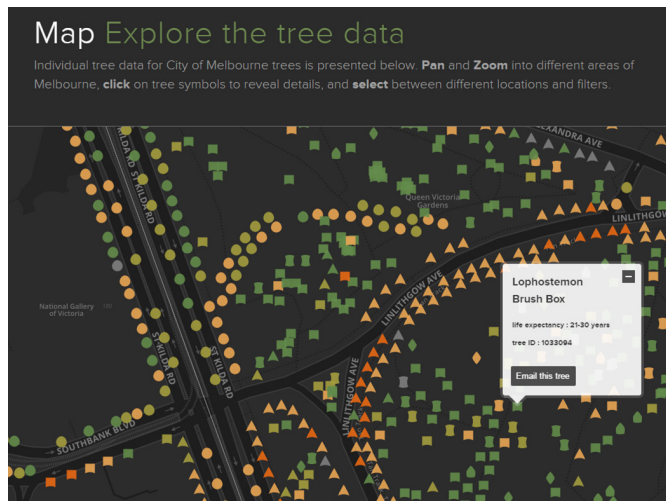 Map Explore the tree data
Individual tree data for City of Melbourne trees is presented below. Pan and Zoom into different areas of
Melbourne, click on tree symbols to reveal details, and select between different locations and filters.
ST KILDA RD
ST KILDA RD
ALEXANDRA AVE
Queen Victoria
Gardens
LINLITHGOW
Lophostemon
Brush Box
life expectancy : 21-30 years
tree ID : 1033094
Email this tree
LINLITHGOW AVE
National Gallery
of Victoria
ST KILDA RD
ST KILDA RD
LINLITHGOW AVE
SOUTHBANK BLVD